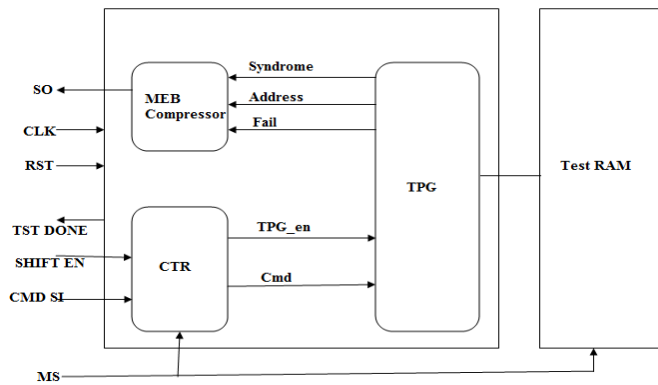 Syndrome
SO
MEB
Compressor
Address
CLK
Fail
RST
TPG
Test RAM
TST DONE
TPG_en
SHIFT EN
CTR
Cmd
CMD SI
MS